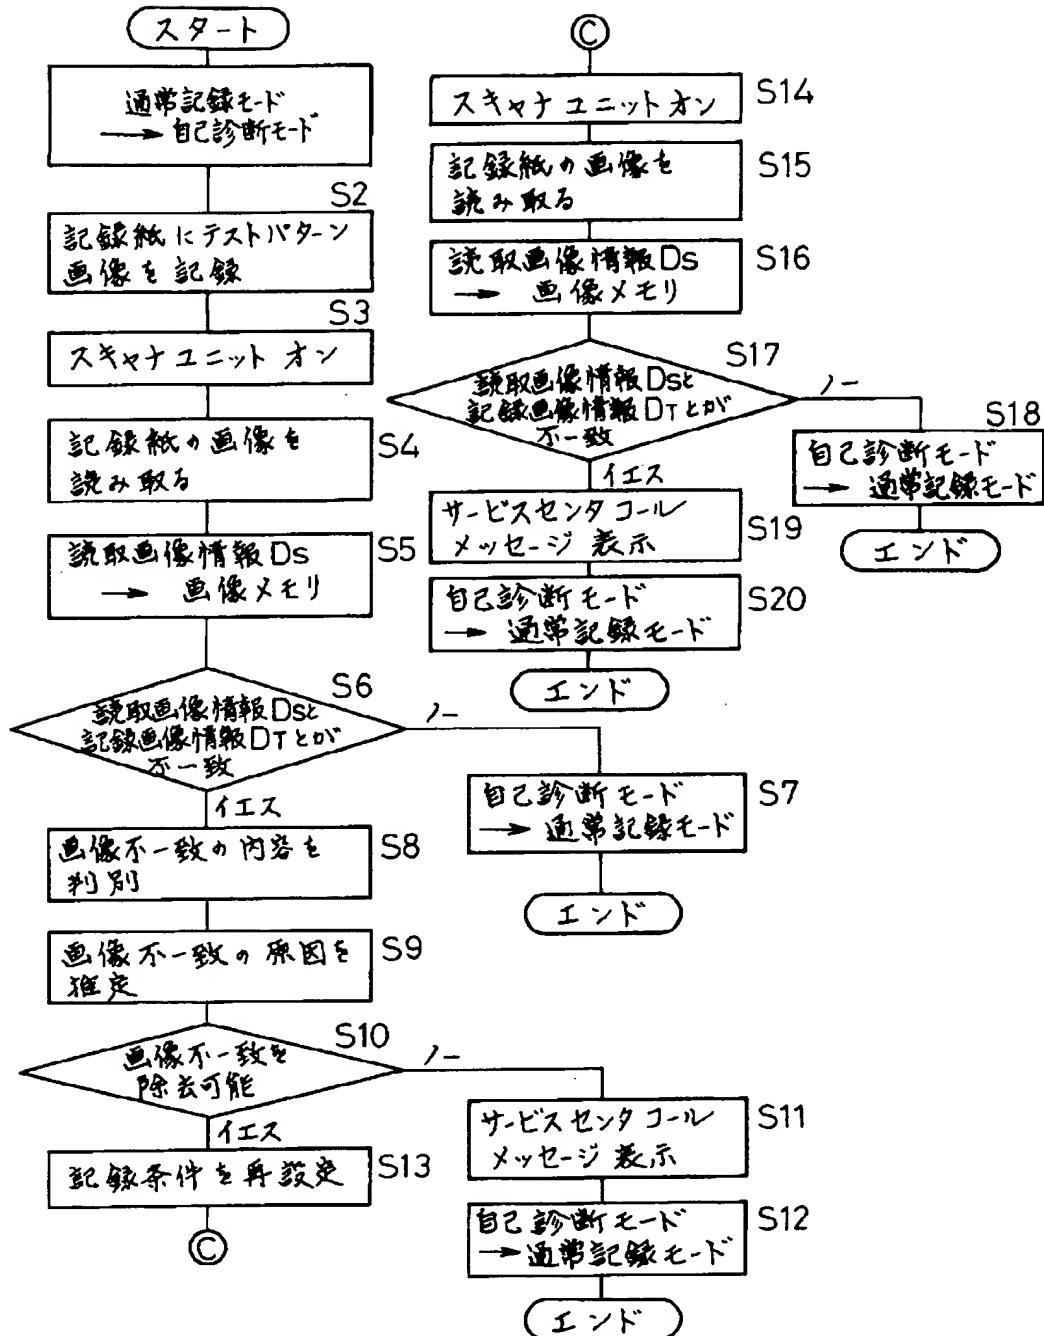 スタート
通常記録モード
→ 自己診断モード
S2
記録紙にテストパターン
画像を記録
S3
スキャナユニット オン
記録紙の画像を
読み取る
S4
読取画像情報Ds
→ 画像メモリ
S5
S6
読取画像情報Dsと
記録画像情報DTとが
不一致
ノー
イエス
自己診断モード
→ 通常記録モード
S7
エンド
画像不一致の内容を
判別
S8
画像不一致の原因を
推定
S9
S10
画像不一致を
除去可能
ノー
イエス
サービスセンタコール
メッセージ表示
S11
自己診断モード
→ 通常記録モード
S12
エンド
記録条件を再設定
S13
C
C
スキャナユニットオン
S14
記録紙の画像を
読み取る
S15
読取画像情報Ds
→ 画像メモリ
S16
S17
読取画像情報Dsと
記録画像情報DTとが
不一致
ノー
イエス
S18
自己診断モード
→ 通常記録モード
エンド
サービスセンタコール
メッセージ表示
S19
自己診断モード
→ 通常記録モード
S20
エンド